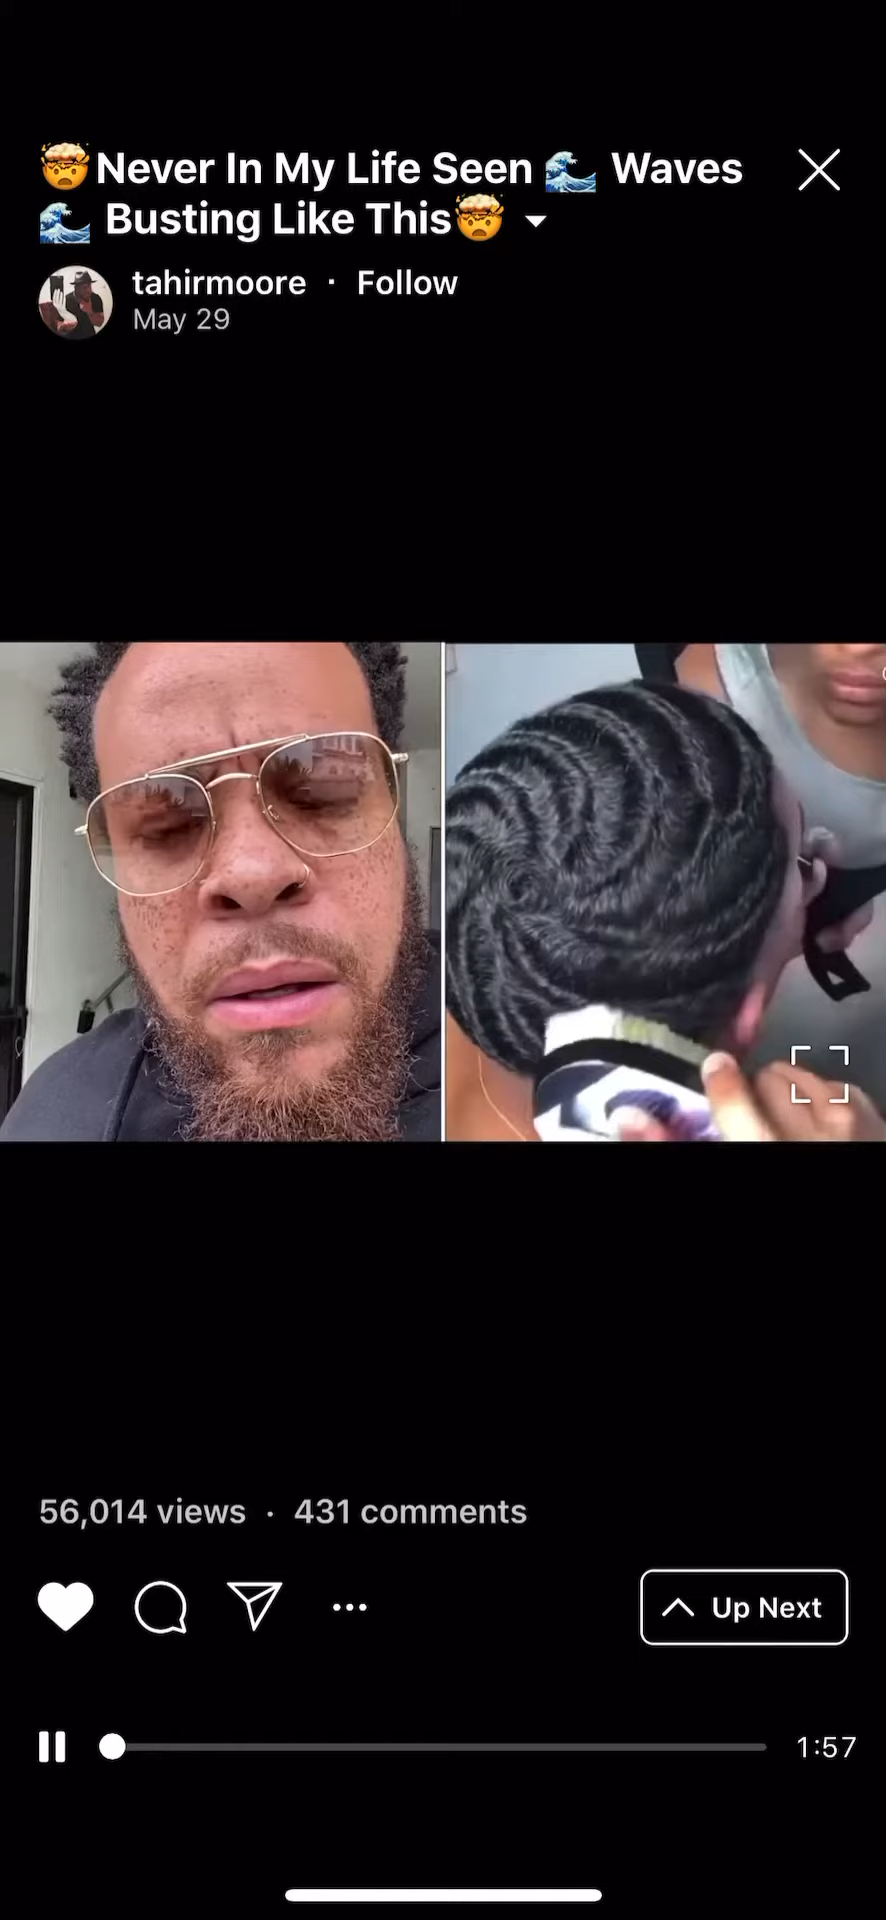 🤯Never In My Life Seen 🌊 Waves
🌊 Busting Like This🤯
tahirmoore · Follow
May 29
56,014 views · 431 comments
Up Next
1:57